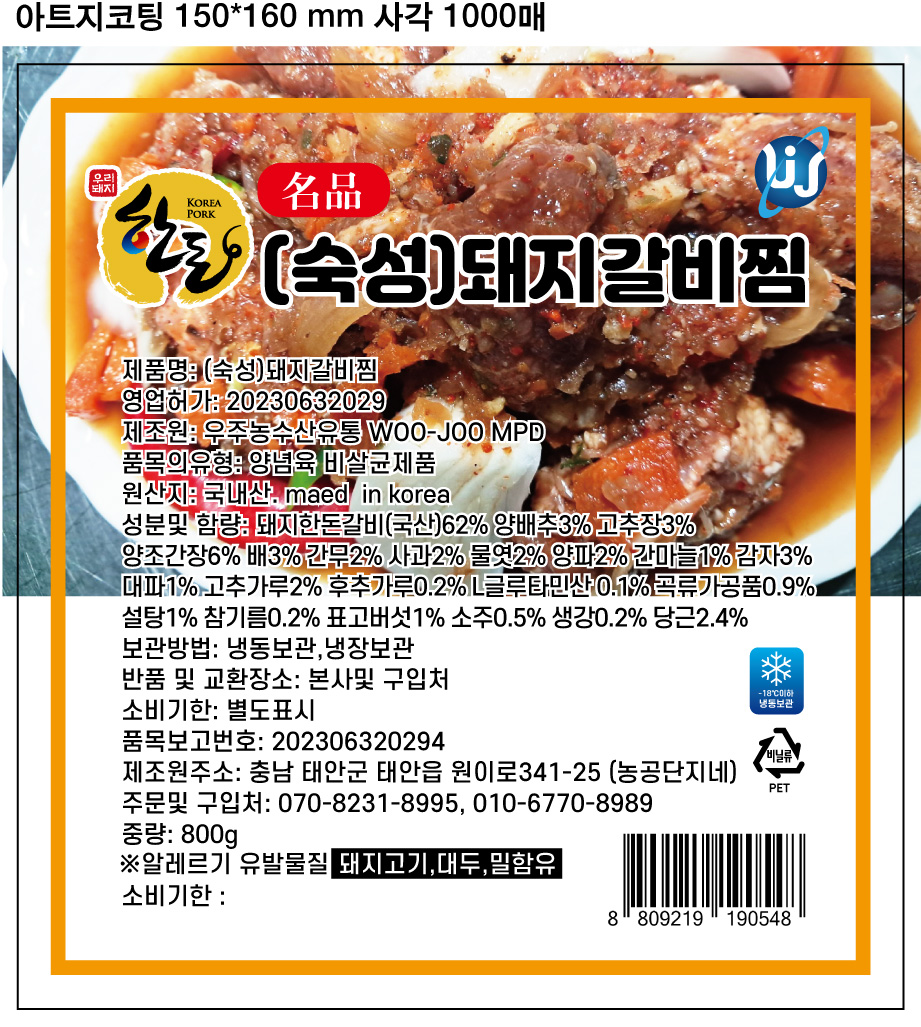 아트지코팅 150*160 mm 사각 1000매
우리
돼지
한돈
KOREA
PORK
名品
UJS
(숙성)돼지갈비찜
제품명: (숙성)돼지갈비찜
영업허가: 20230632029
제조원: 우주농수산유통 WOO-JOO MPD
품목의유형: 양념육 비살균제품
원산지: 국내산. maed in korea
성분및 함량: 돼지한돈갈비(국산)62% 양배추3% 고추장3%
양조간장6% 배3% 간무2% 사과2% 물엿2% 양파2% 간마늘1% 감자3%
대파1% 고추가루2% 후추가루0.2% L글루타민산 0.1% 곡류가공품0.9%
설탕1% 참기름0.2% 표고버섯1% 소주0.5% 생강0.2% 당근2.4%
보관방법: 냉동보관,냉장보관
반품 및 교환장소: 본사및 구입처
소비기한: 별도표시
품목보고번호: 202306320294
제조원주소: 충남 태안군 태안읍 원이로341-25 (농공단지네)
주문및 구입처: 070-8231-8995, 010-6770-8989
중량: 800g
※알레르기 유발물질 돼지고기,대두,밀함유
소비기한 :
-18℃이하
냉동보관
비닐류
PET
8 809219 190548